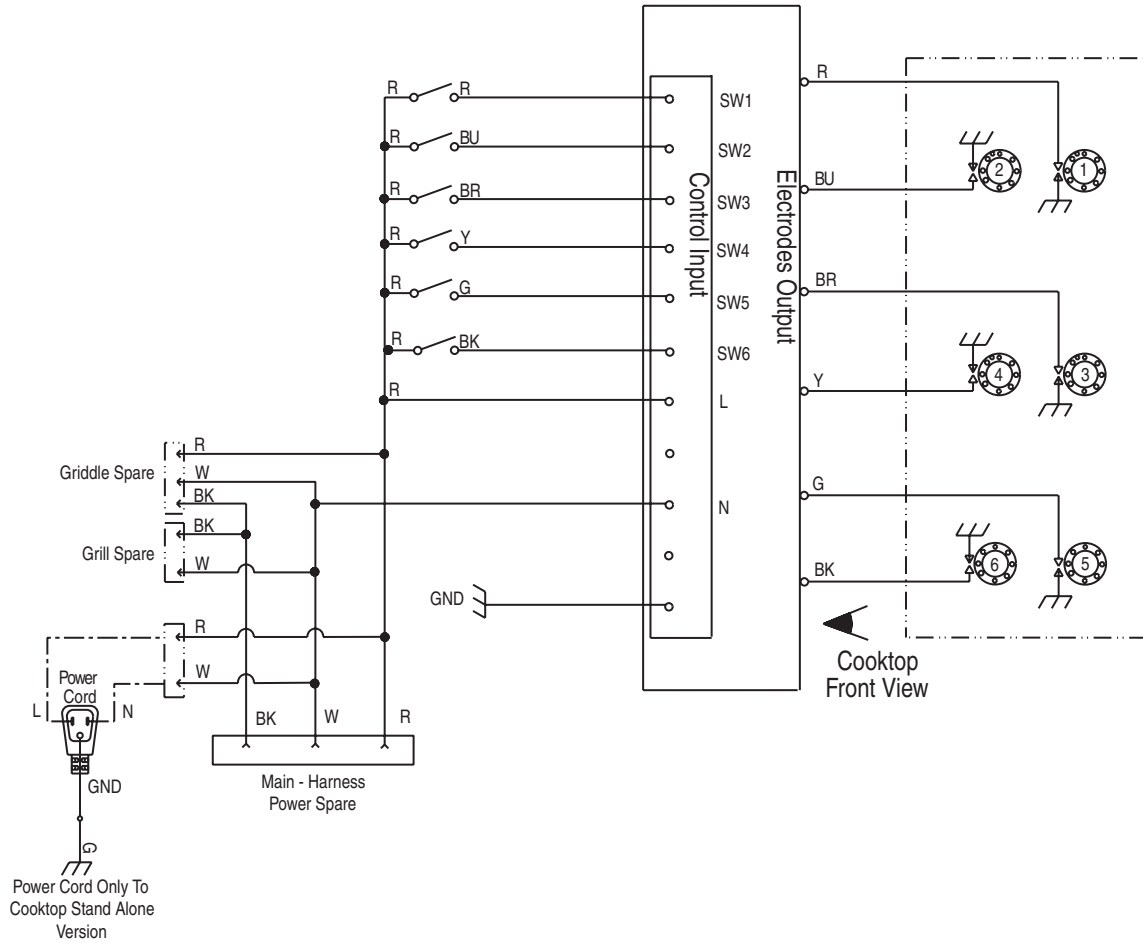 R R SW1
R BU SW2
R BR SW3
R Y SW4
R G SW5
R BK SW6
R L
N
Control Input
Electrodes Output
R
BU
2 1
BR
Y
4 3
G
BK
6 5
Griddle Spare
R
W
BK
Grill Spare
BK
W
GND
R
W
Power
Cord
L N
GND
G
BK W R
Main - Harness
Power Spare
Cooktop
Front View
Power Cord Only To
Cooktop Stand Alone
Version